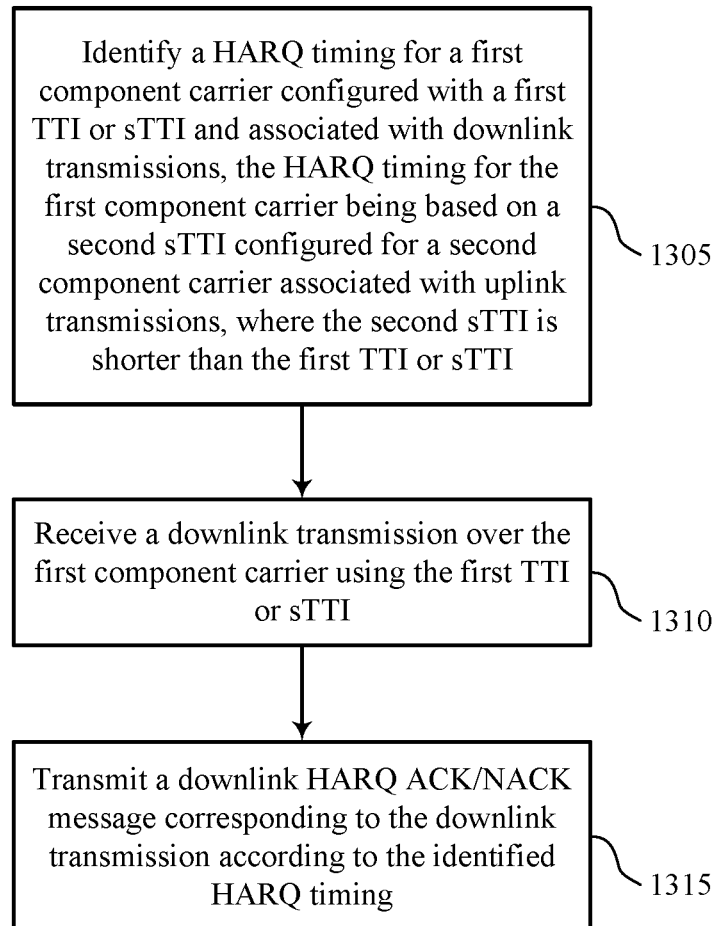 Identify a HARQ timing for a first
component carrier configured with a first
TTI or sTTI and associated with downlink
transmissions, the HARQ timing for the
first component carrier being based on a
second sTTI configured for a second
component carrier associated with uplink
transmissions, where the second sTTI is
shorter than the first TTI or sTTI
1305
Receive a downlink transmission over the
first component carrier using the first TTI
or sTTI
1310
Transmit a downlink HARQ ACK/NACK
message corresponding to the downlink
transmission according to the identified
HARQ timing
1315